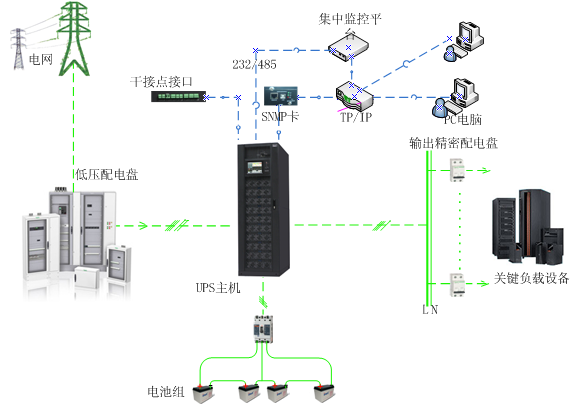 集中监控平
台
电网
232/485
干接点接口
SNMP卡
TP/IP
PC电脑
输出精密配电盘
低压配电盘
关键负载设备
UPS主机
LN
电池组